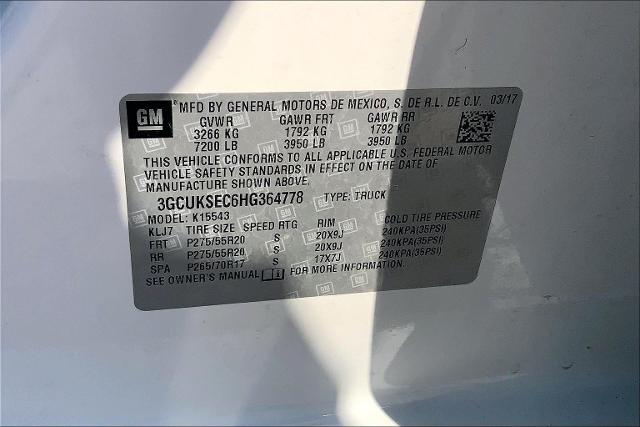 GM ® MFD BY GENERAL MOTORS DE MEXICO, S. DE R.L. DE C.V. 03/17
GVWR GAWR FRT GAWR RR
3266 KG 1792 KG 1792 KG
7200 LB 3950 LB 3950 LB
THIS VEHICLE CONFORMS TO ALL APPLICABLE U.S. FEDERAL MOTOR
VEHICLE SAFETY STANDARDS IN EFFECT ON THE DATE OF
MANUFACTURE SHOWN ABOVE.
3GCUKSEC6HG364778 TYPE: TRUCK
MODEL: K15543
KLJ7 TIRE SIZE SPEED RTG RIM COLD TIRE PRESSURE
FRT P275/55R20 S 20X9J 240KPA(35PSI)
RR P275/55R20 S 20X9J 240KPA(35PSI)
SPA P265/70R17 S 17X7J 240KPA(35PSI)
SEE OWNER'S MANUAL FOR MORE INFORMATION.